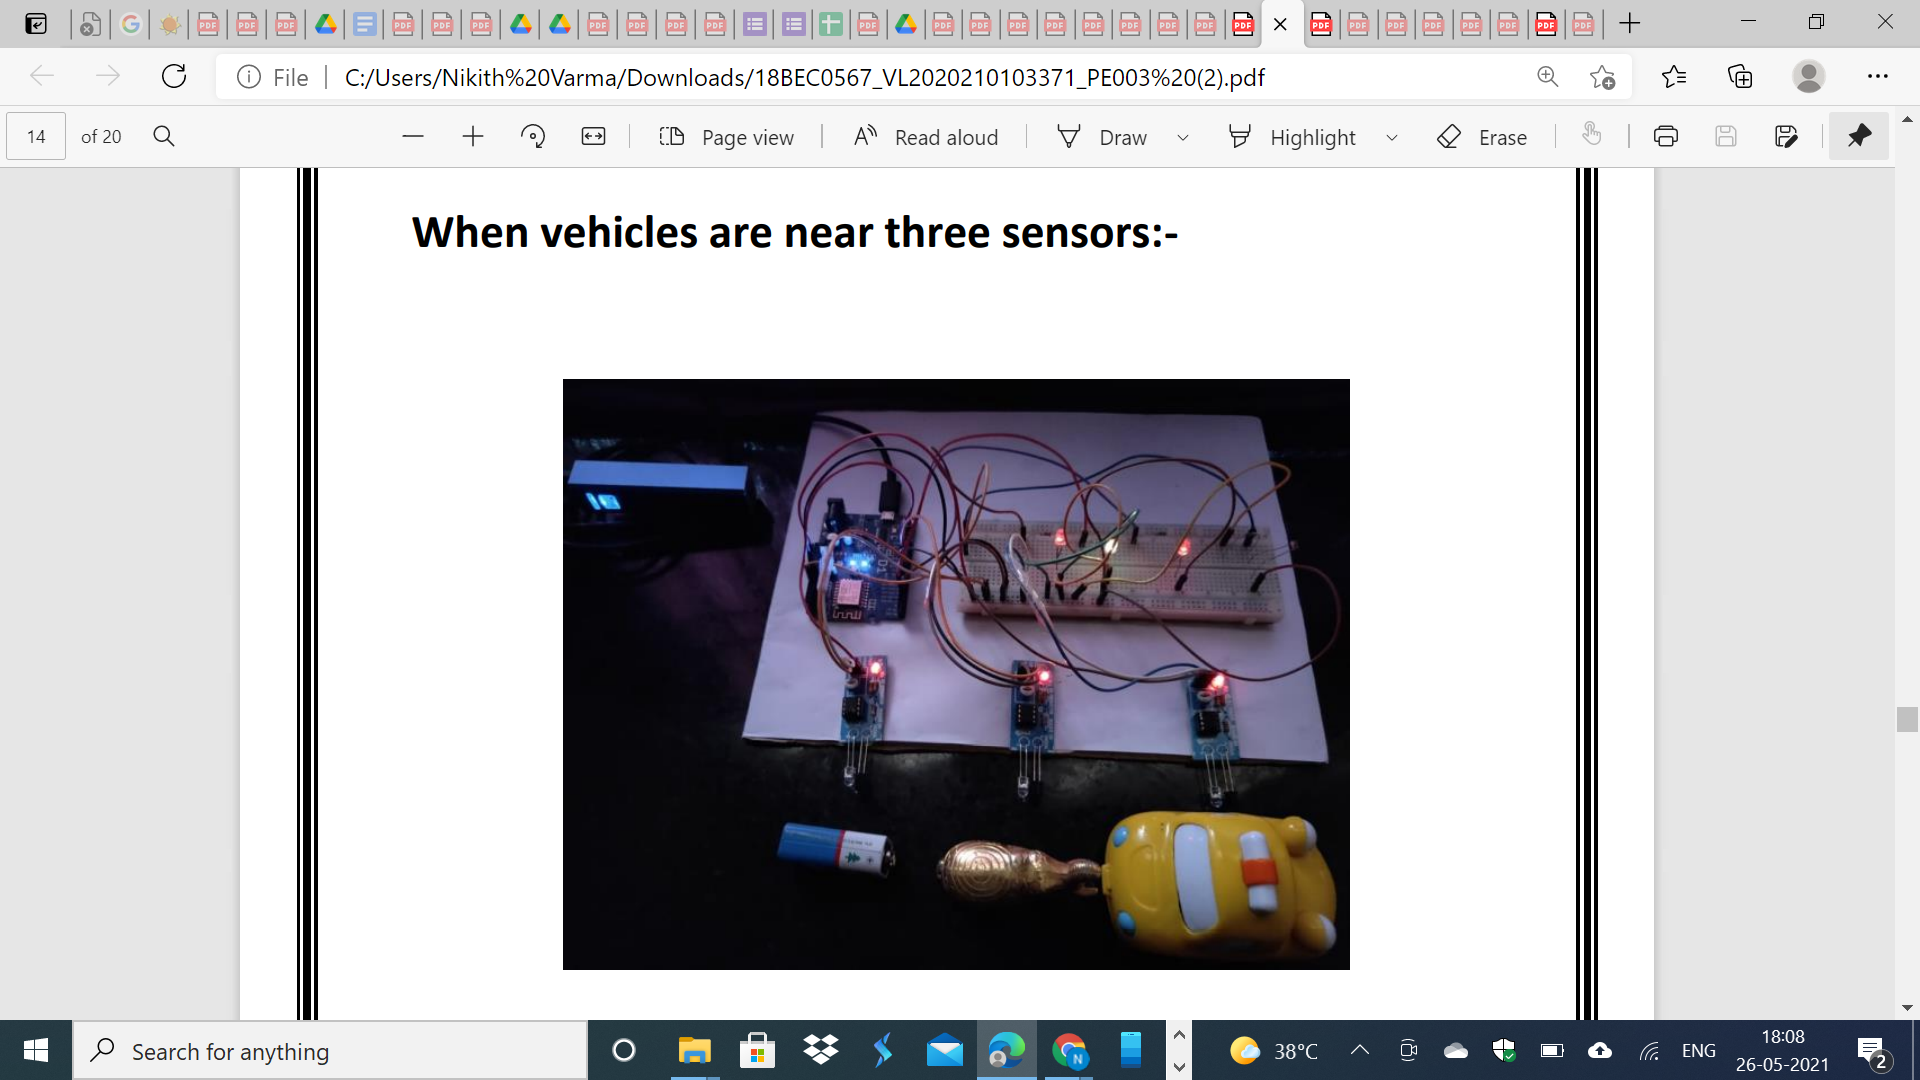 File
C:/Users/Nikith%20Varma/Downloads/18BEC0567_VL2020210103371_PE003%20(2).pdf
14 of 20
Page view
Read aloud
Draw
Highlight
Erase
When vehicles are near three sensors:-
Search for anything
38°C
ENG
18:08
26-05-2021
2